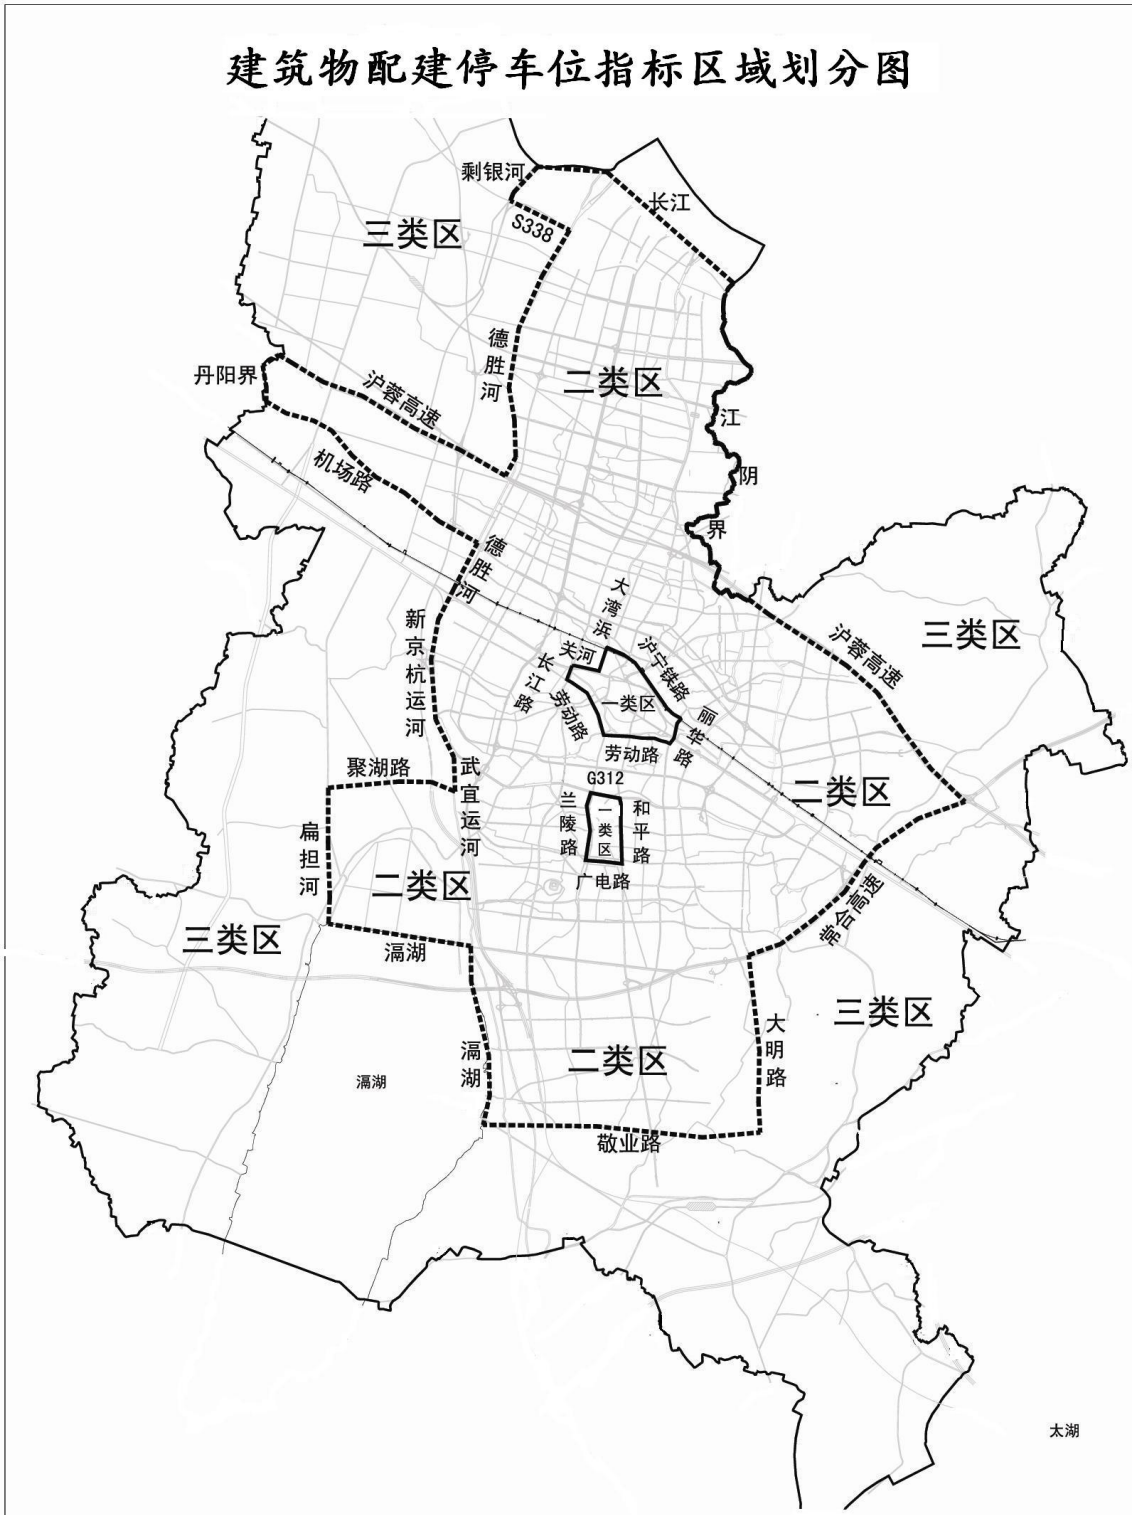 建筑物配建停车位指标区域划分图
剩银河
长江
S338
三类区
德胜河
丹阳界
沪蓉高速
二类区
江阴界
机场路
德胜河
大湾浜
新京杭运河
关河
沪宁铁路
沪蓉高速
三类区
长江路
劳动路
一类区
丽华路
劳动路
聚湖路
武宜运河
G312
二类区
兰陵路
一类区
和平路
扁担河
广电路
二类区
常合高速
三类区
滆湖
三类区
滆湖
二类区
大明路
滆湖
敬业路
太湖